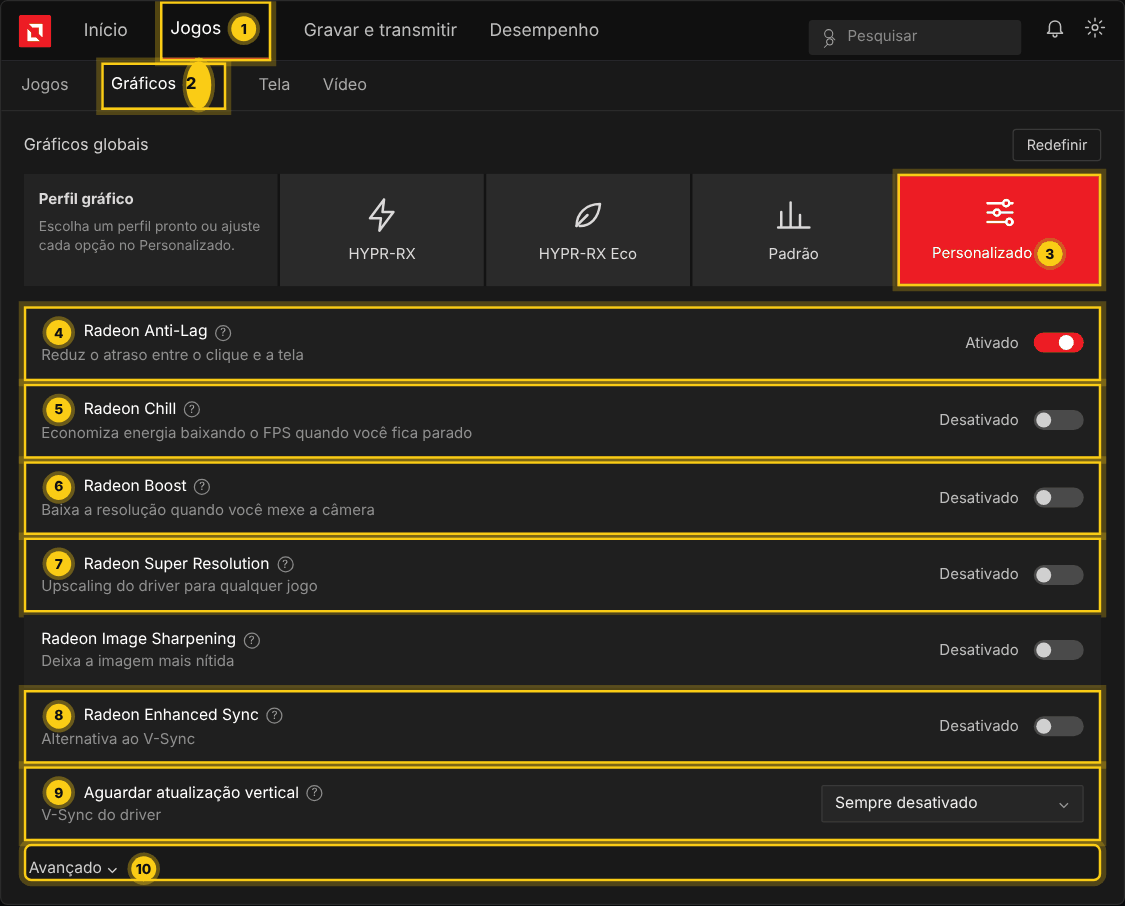 Início
Jogos 1
Gravar e transmitir
Desempenho
Pesquisar
Jogos
Gráficos 2
Tela
Vídeo
Gráficos globais
Redefinir
Perfil gráfico
Escolha um perfil pronto ou ajuste
cada opção no Personalizado.
HYPR-RX
HYPR-RX Eco
Padrão
Personalizado 3
4 Radeon Anti-Lag ?
Reduz o atraso entre o clique e a tela
Ativado
5 Radeon Chill ?
Economiza energia baixando o FPS quando você fica parado
Desativado
6 Radeon Boost ?
Baixa a resolução quando você mexe a câmera
Desativado
7 Radeon Super Resolution ?
Upscaling do driver para qualquer jogo
Desativado
Radeon Image Sharpening ?
Deixa a imagem mais nítida
Desativado
8 Radeon Enhanced Sync ?
Alternativa ao V-Sync
Desativado
9 Aguardar atualização vertical ?
V-Sync do driver
Sempre desativado
Avançado 10